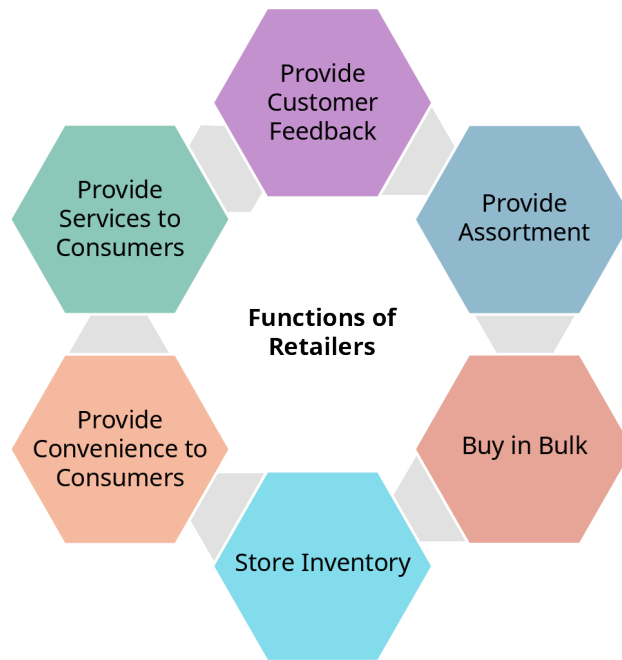 Provide
Customer
Feedback
Provide
Assortment
Buy in Bulk
Store Inventory
Provide
Convenience to
Consumers
Provide
Services to
Consumers
Functions of
Retailers